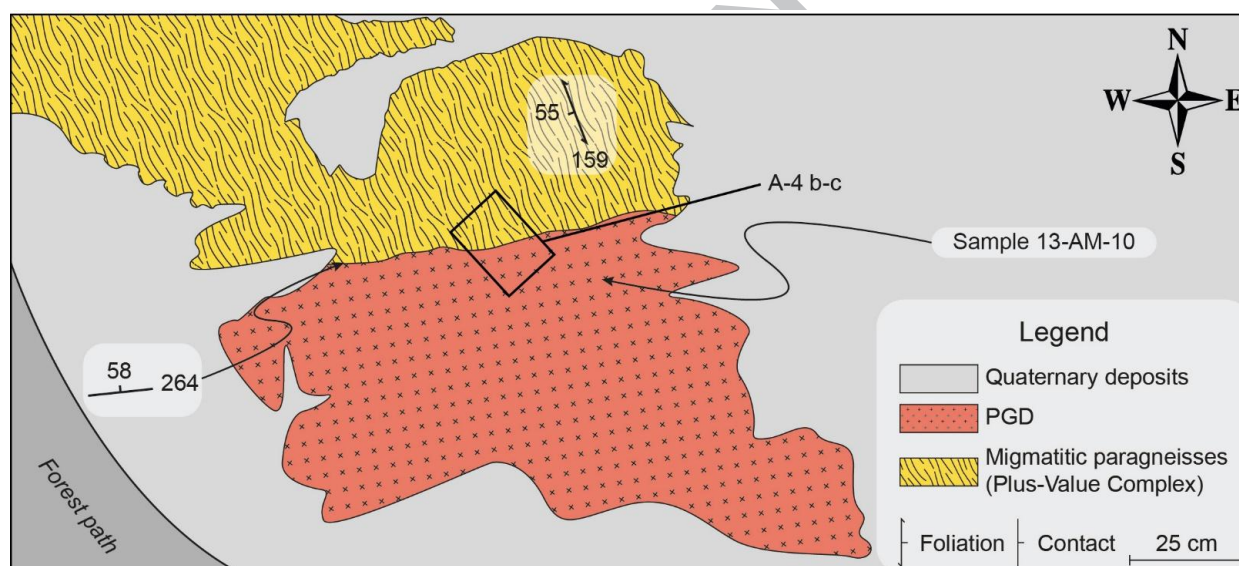 N
W E
S
55
159
A-4 b-c
Sample 13-AM-10
58
264
Forest path
Legend
Quaternary deposits
PGD
Migmatitic paragneisses
(Plus-Value Complex)
Foliation
Contact
25 cm